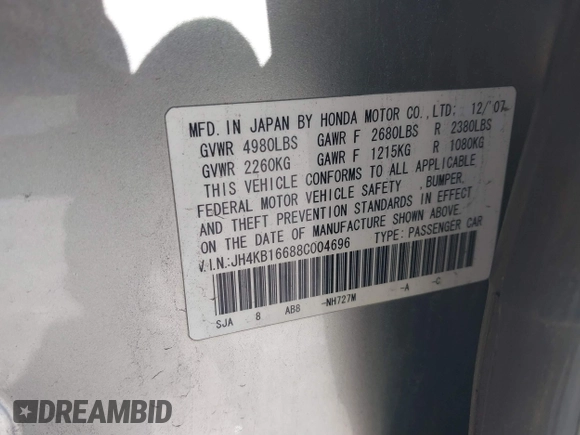 MFD. IN JAPAN BY HONDA MOTOR CO., LTD. 12/'07
GVWR 4980LBS GAWR F 2680LBS R 2380LBS
GVWR 2260KG GAWR F 1215KG R 1080KG
THIS VEHICLE CONFORMS TO ALL APPLICABLE
FEDERAL MOTOR VEHICLE SAFETY , BUMPER,
AND THEFT PREVENTION STANDARDS IN EFFECT
ON THE DATE OF MANUFACTURE SHOWN ABOVE.
V.I.N:JH4KB16688C004696 TYPE: PASSENGER CAR
SJA 8 AB8 -NH727M -A -C
DREAMBID